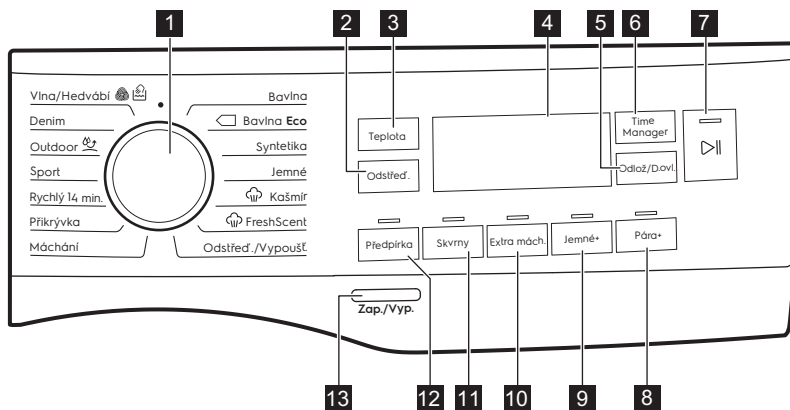 1
2
3
4
5
6
7
Vlna/Hedvábí
Denim
Outdoor
Sport
Rychlý 14 min.
Přikrývka
Máchání
Bavlna
Bavlna Eco
Syntetika
Jemné
Kašmír
FreshScent
Odstřeď./Vypoušť.
Teplota
Odstřeď.
Time
Manager
Odlož/D.ovl.
Předpírka
Skvrny
Extra mách.
Jemné+
Pára+
Zap./Vyp.
13
12
11
10
9
8